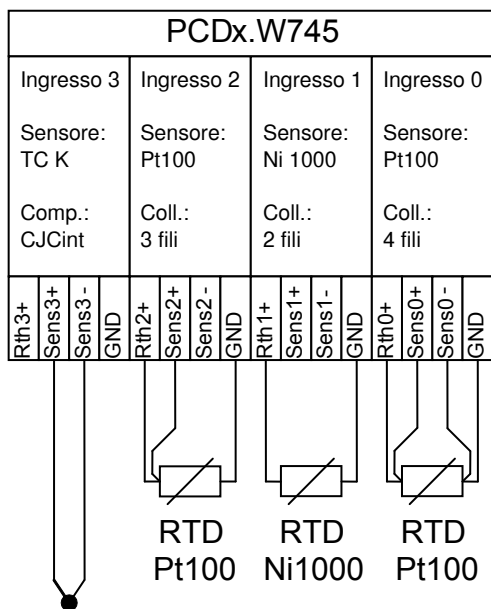 PCDx.W745
Ingresso 3
Sensore:
TC K
Comp.:
CJCint
Ingresso 2
Sensore:
Pt100
Coll.:
3 fili
Ingresso 1
Sensore:
Ni 1000
Coll.:
2 fili
Ingresso 0
Sensore:
Pt100
Coll.:
4 fili
Rth3+
Sens3+
Sens3-
GND
Rth2+
Sens2+
Sens2-
GND
Rth1+
Sens1+
Sens1-
GND
Rth0+
Sens0+
Sens0-
GND
RTD
Pt100
RTD
Ni1000
RTD
Pt100